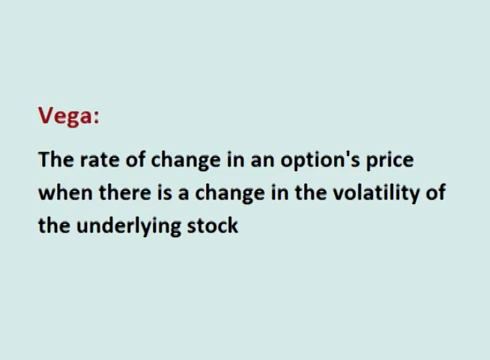 Vega:
The rate of change in an option's price
when there is a change in the volatility of
the underlying stock